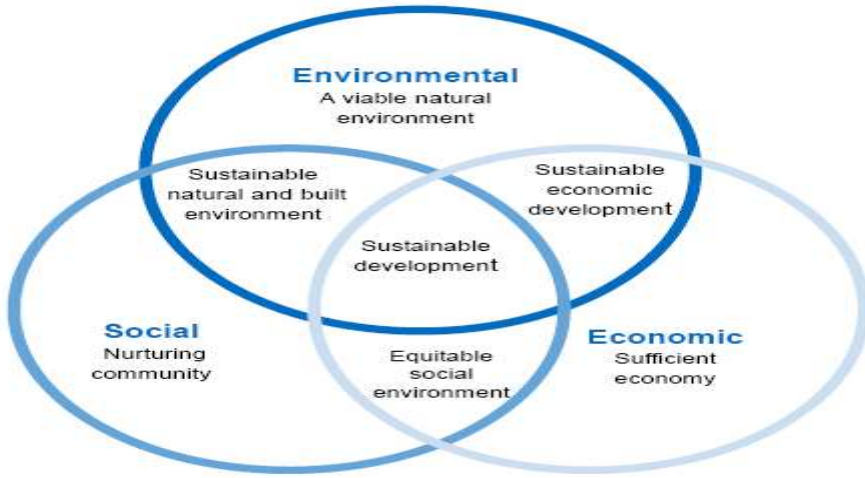 Environmental
A viable natural
environment
Sustainable
natural and built
environment
Sustainable
economic
development
Sustainable
development
Social
Nurturing
community
Equitable
social
environment
Economic
Sufficient
economy